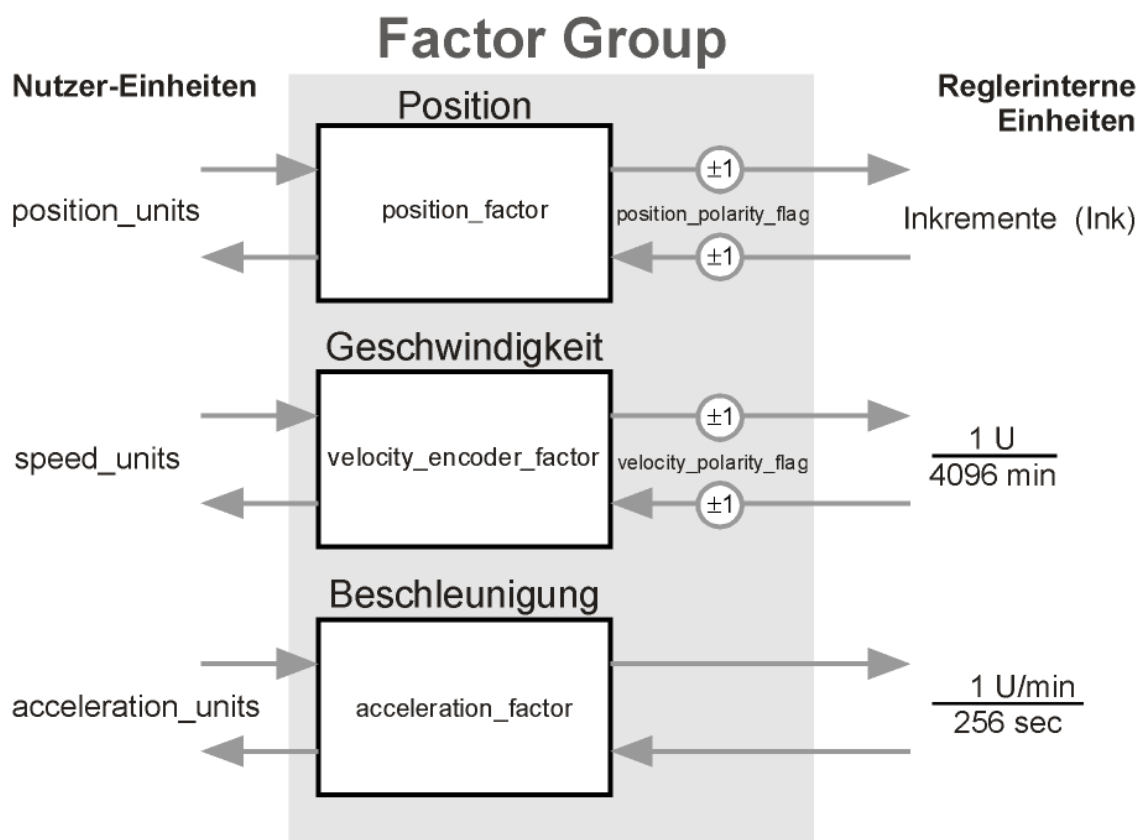 Factor Group
Nutzer-Einheiten
Reglerinterne
Einheiten
Position
position_units
position_factor
±1
position_polarity_flag
±1
Inkremente (Ink)
Geschwindigkeit
speed_units
velocity_encoder_factor
±1
velocity_polarity_flag
±1
1 U
4096 min
Beschleunigung
acceleration_units
acceleration_factor
1 U/min
256 sec